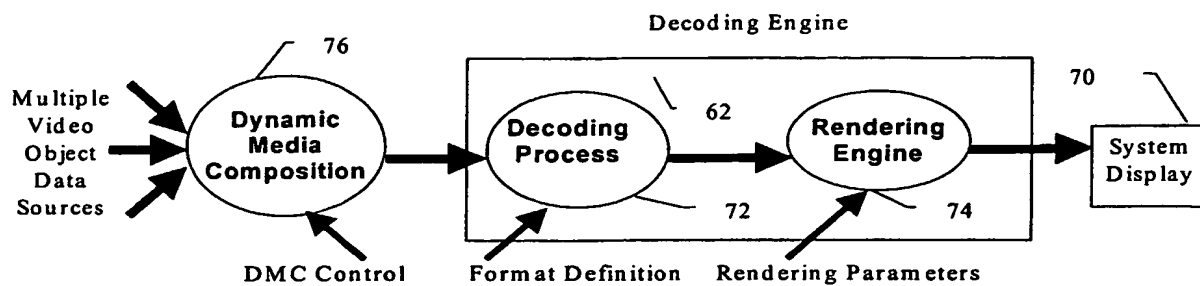 Decoding Engine
76
Multiple
Video
Object
Data
Sources
Dynamic
Media
Composition
62
Decoding
Process
Rendering
Engine
70
System
Display
72
74
DMC Control
Format Definition
Rendering Parameters